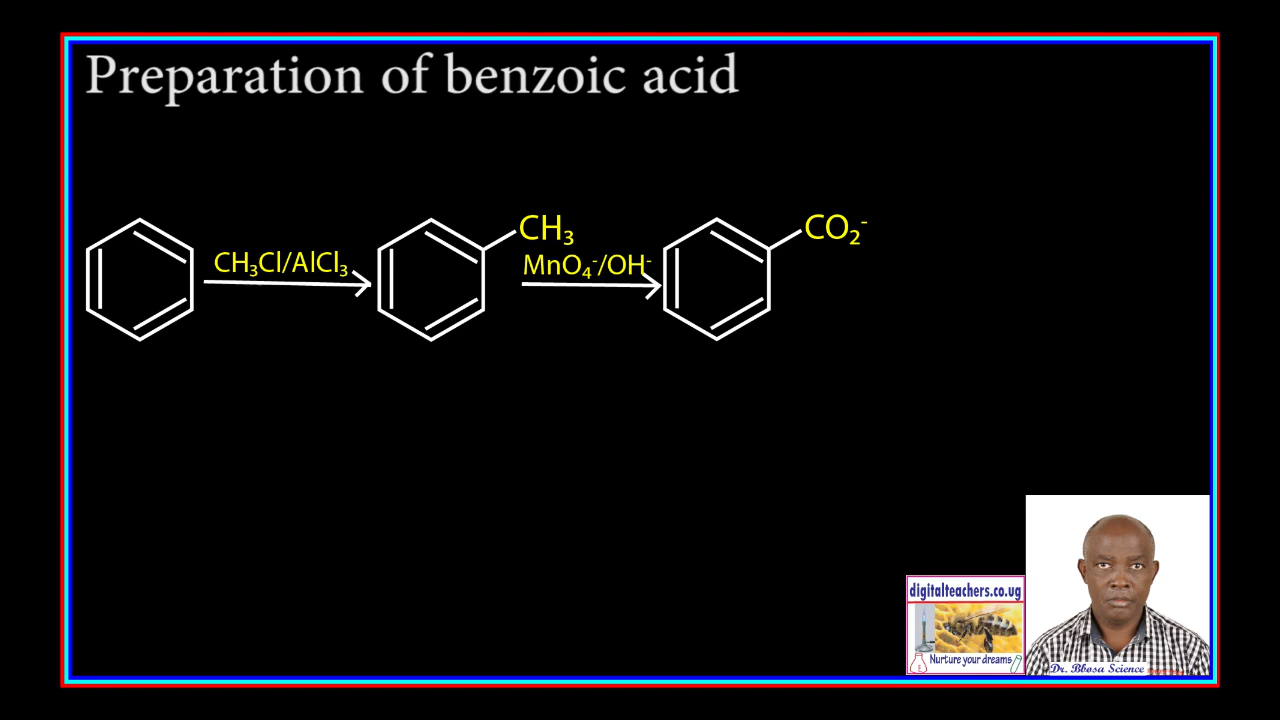 Preparation of benzoic acid
CH₃Cl/AlCl₃
CH₃
MnO₄⁻/OH⁻
CO₂⁻
digitalteachers.co.ug
Nurture your dreams
Dr. Bbosa Science